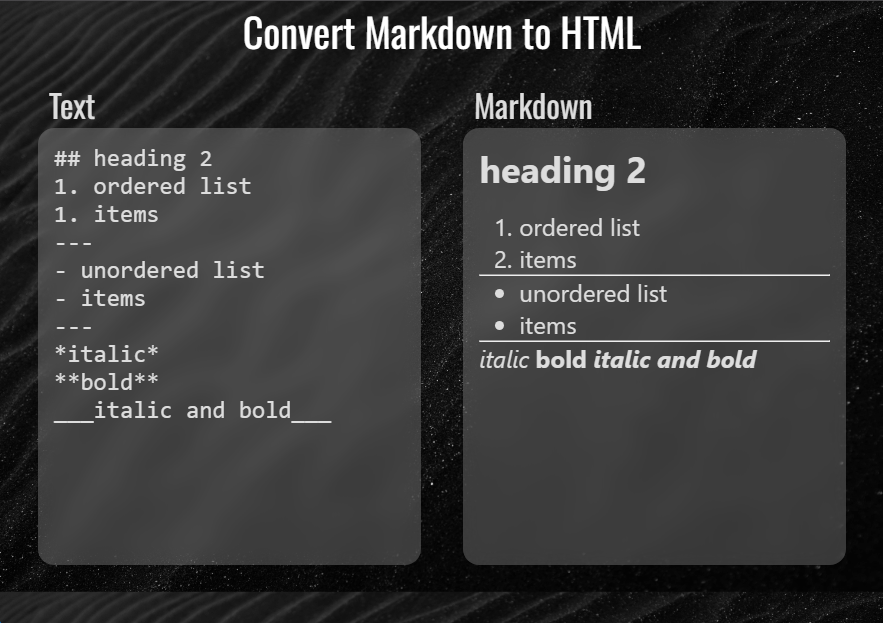 Convert Markdown to HTML
Text
## heading 2
1. ordered list
1. items
---
- unordered list
- items
---
*italic*
**bold**
___italic and bold___
Markdown
heading 2
1. ordered list
2. items
• unordered list
• items
italic bold italic and bold